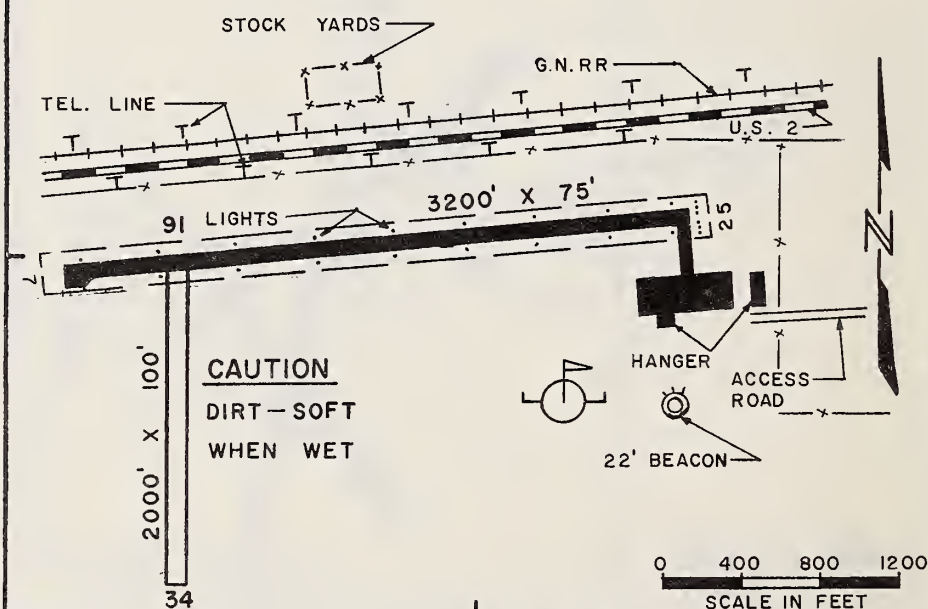 STOCK YARDS
G.N. RR
TEL. LINE
U.S. 2
3200' X 75'
16
LIGHTS
25
7
N
HANGER
ACCESS
ROAD
CAUTION
DIRT - SOFT
WHEN WET
2000' X 100'
22' BEACON
34
0 400 800 1200
SCALE IN FEET